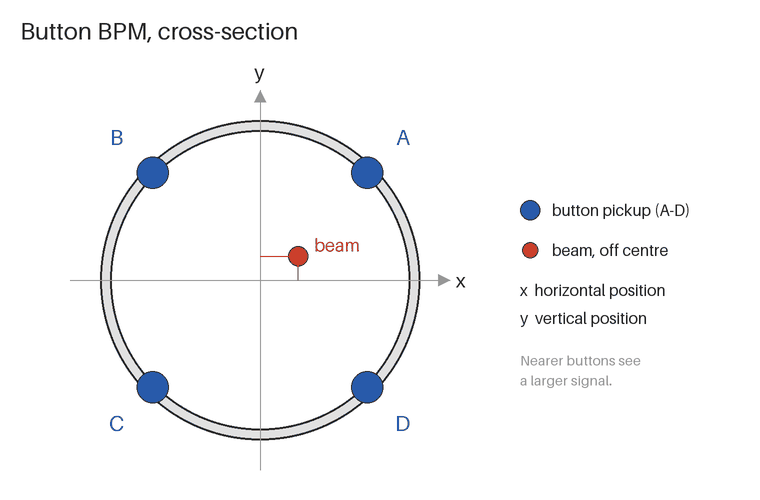 Button BPM, cross-section
y
B
A
beam
x
C
D
button pickup (A-D)
beam, off centre
x horizontal position
y vertical position
Nearer buttons see
a larger signal.